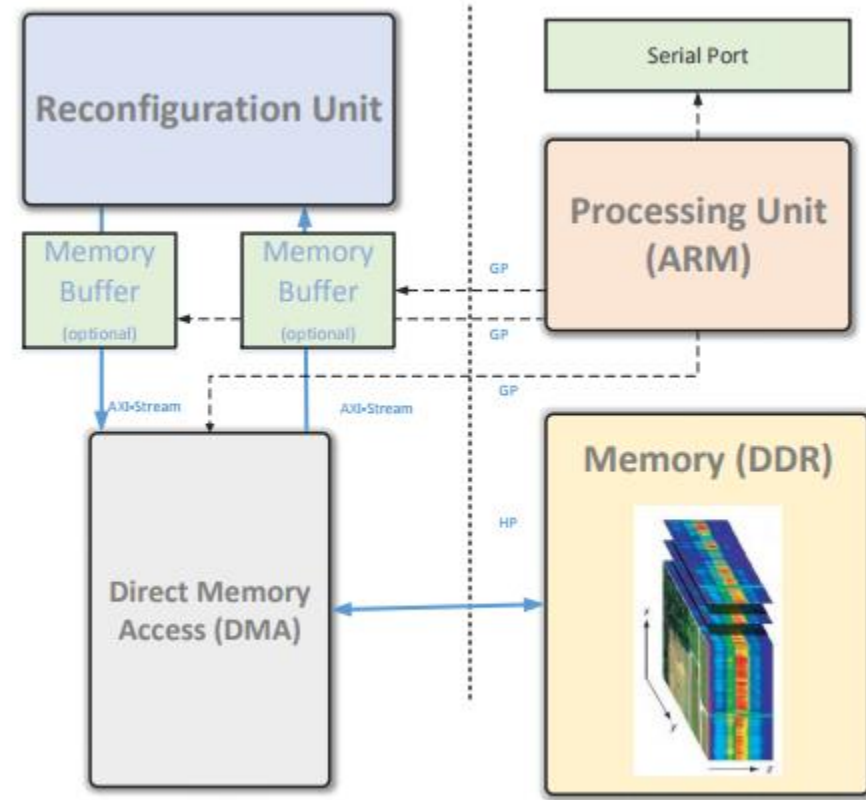 Serial Port
Reconfiguration Unit
Processing Unit
(ARM)
Memory
Buffer
(optional)
Memory
Buffer
(optional)
GP
GP
GP
AXI•Stream
AXI•Stream
Memory (DDR)
HP
Direct Memory
Access (DMA)
y
z